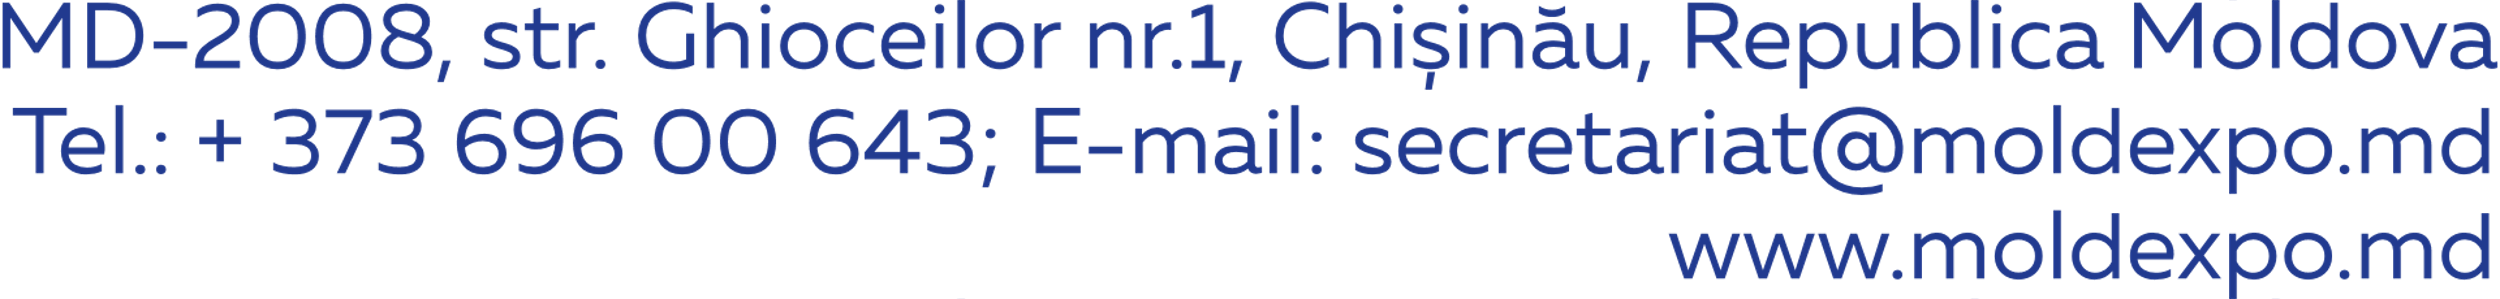 MD-2008, str. Ghioceilor nr.1, Chișinău, Republica Moldova
Tel.: + 373 696 00 643; E-mail: secretariat@moldexpo.md
www.moldexpo.md